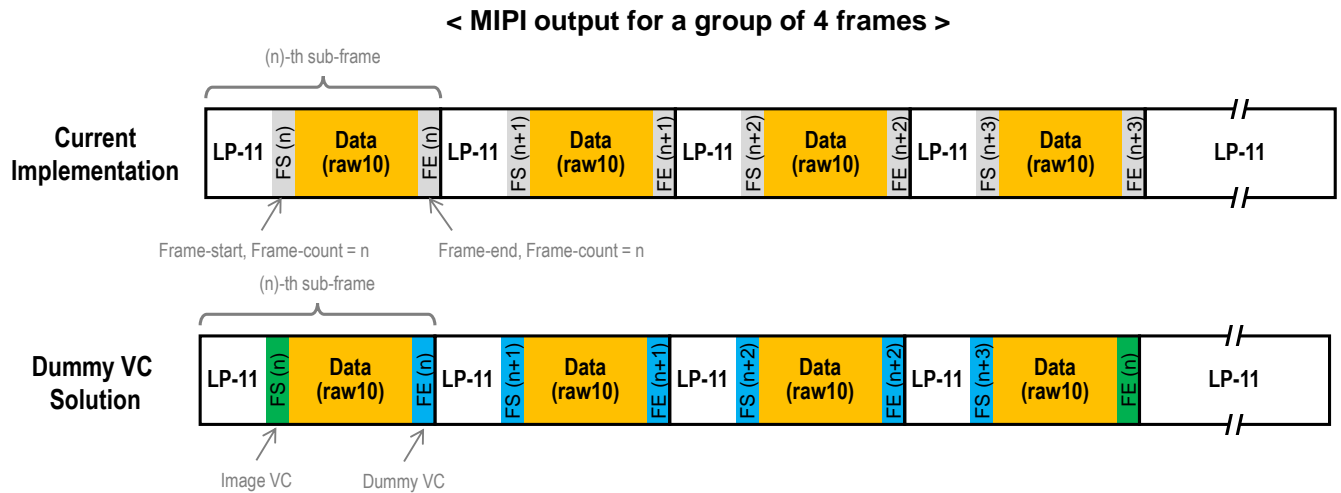 < MIPI output for a group of 4 frames >
(n)-th sub-frame
Current
Implementation
LP-11
FS (n)
Data
(raw10)
FE (n)
LP-11
FS (n+1)
Data
(raw10)
FE (n+1)
LP-11
FS (n+2)
Data
(raw10)
FE (n+2)
LP-11
FS (n+3)
Data
(raw10)
FE (n+3)
LP-11
Frame-start, Frame-count = n
Frame-end, Frame-count = n
(n)-th sub-frame
Dummy VC
Solution
LP-11
FS (n)
Data
(raw10)
FE (n)
LP-11
FS (n+1)
Data
(raw10)
FE (n+1)
LP-11
FS (n+2)
Data
(raw10)
FE (n+2)
LP-11
FS (n+3)
Data
(raw10)
FE (n)
LP-11
Image VC
Dummy VC